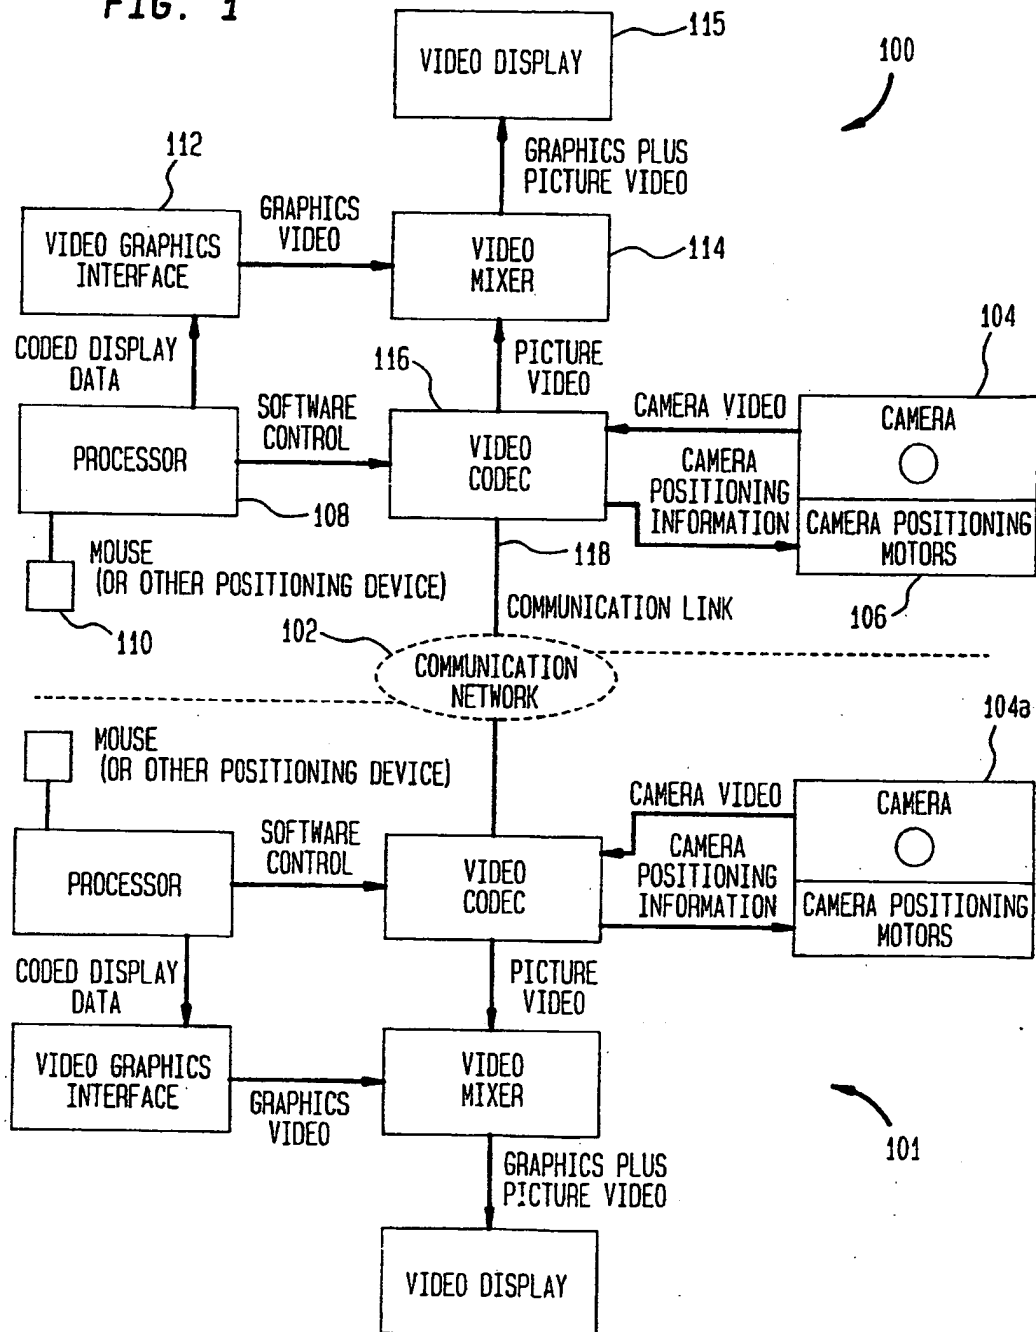 FIG. 1
VIDEO DISPLAY
115
100
GRAPHICS PLUS
PICTURE VIDEO
112
VIDEO GRAPHICS
INTERFACE
GRAPHICS
VIDEO
VIDEO
MIXER
114
CODED DISPLAY
DATA
116
PICTURE
VIDEO
104
PROCESSOR
108
SOFTWARE
CONTROL
VIDEO
CODEC
CAMERA VIDEO
CAMERA
POSITIONING
INFORMATION
CAMERA
CAMERA POSITIONING
MOTORS
106
MOUSE
(OR OTHER POSITIONING DEVICE)
110
118
COMMUNICATION LINK
102
COMMUNICATION
NETWORK
MOUSE
(OR OTHER POSITIONING DEVICE)
104a
CAMERA VIDEO
CAMERA
POSITIONING
INFORMATION
CAMERA
CAMERA POSITIONING
MOTORS
PROCESSOR
SOFTWARE
CONTROL
VIDEO
CODEC
CODED DISPLAY
DATA
PICTURE
VIDEO
VIDEO GRAPHICS
INTERFACE
GRAPHICS
VIDEO
VIDEO
MIXER
101
GRAPHICS PLUS
PICTURE VIDEO
VIDEO DISPLAY